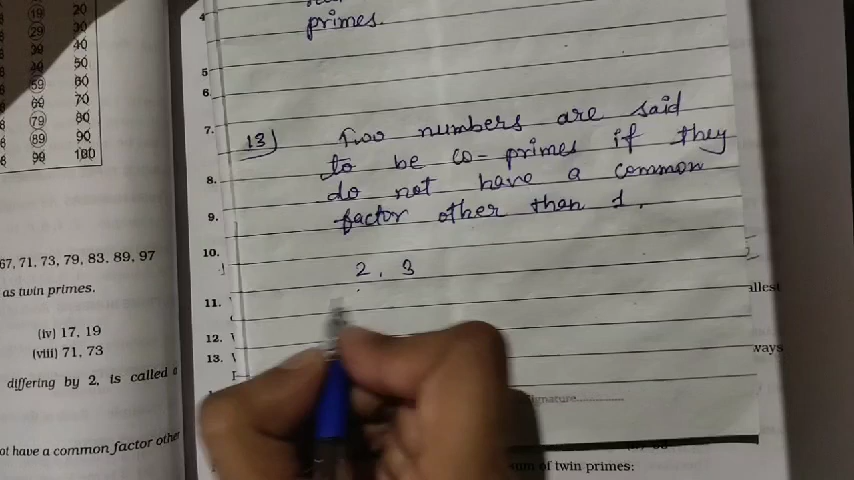 19 20
29 30
39 40
49 50
59 60
69 70
79 80
89 90
99 100
67, 71, 73, 79, 83, 89, 97
as twin primes.
(iv) 17, 19
(viii) 71, 73
differing by 2, is called a
ot have a common factor other
4
primes.
5
6.
7.
13) Two numbers are said
to be co-primes if they
8.
do not have a common
9.
factor other than 1.
10.
2, 3
11.
12.
13.
allest
ways
Signature
sum of twin primes: